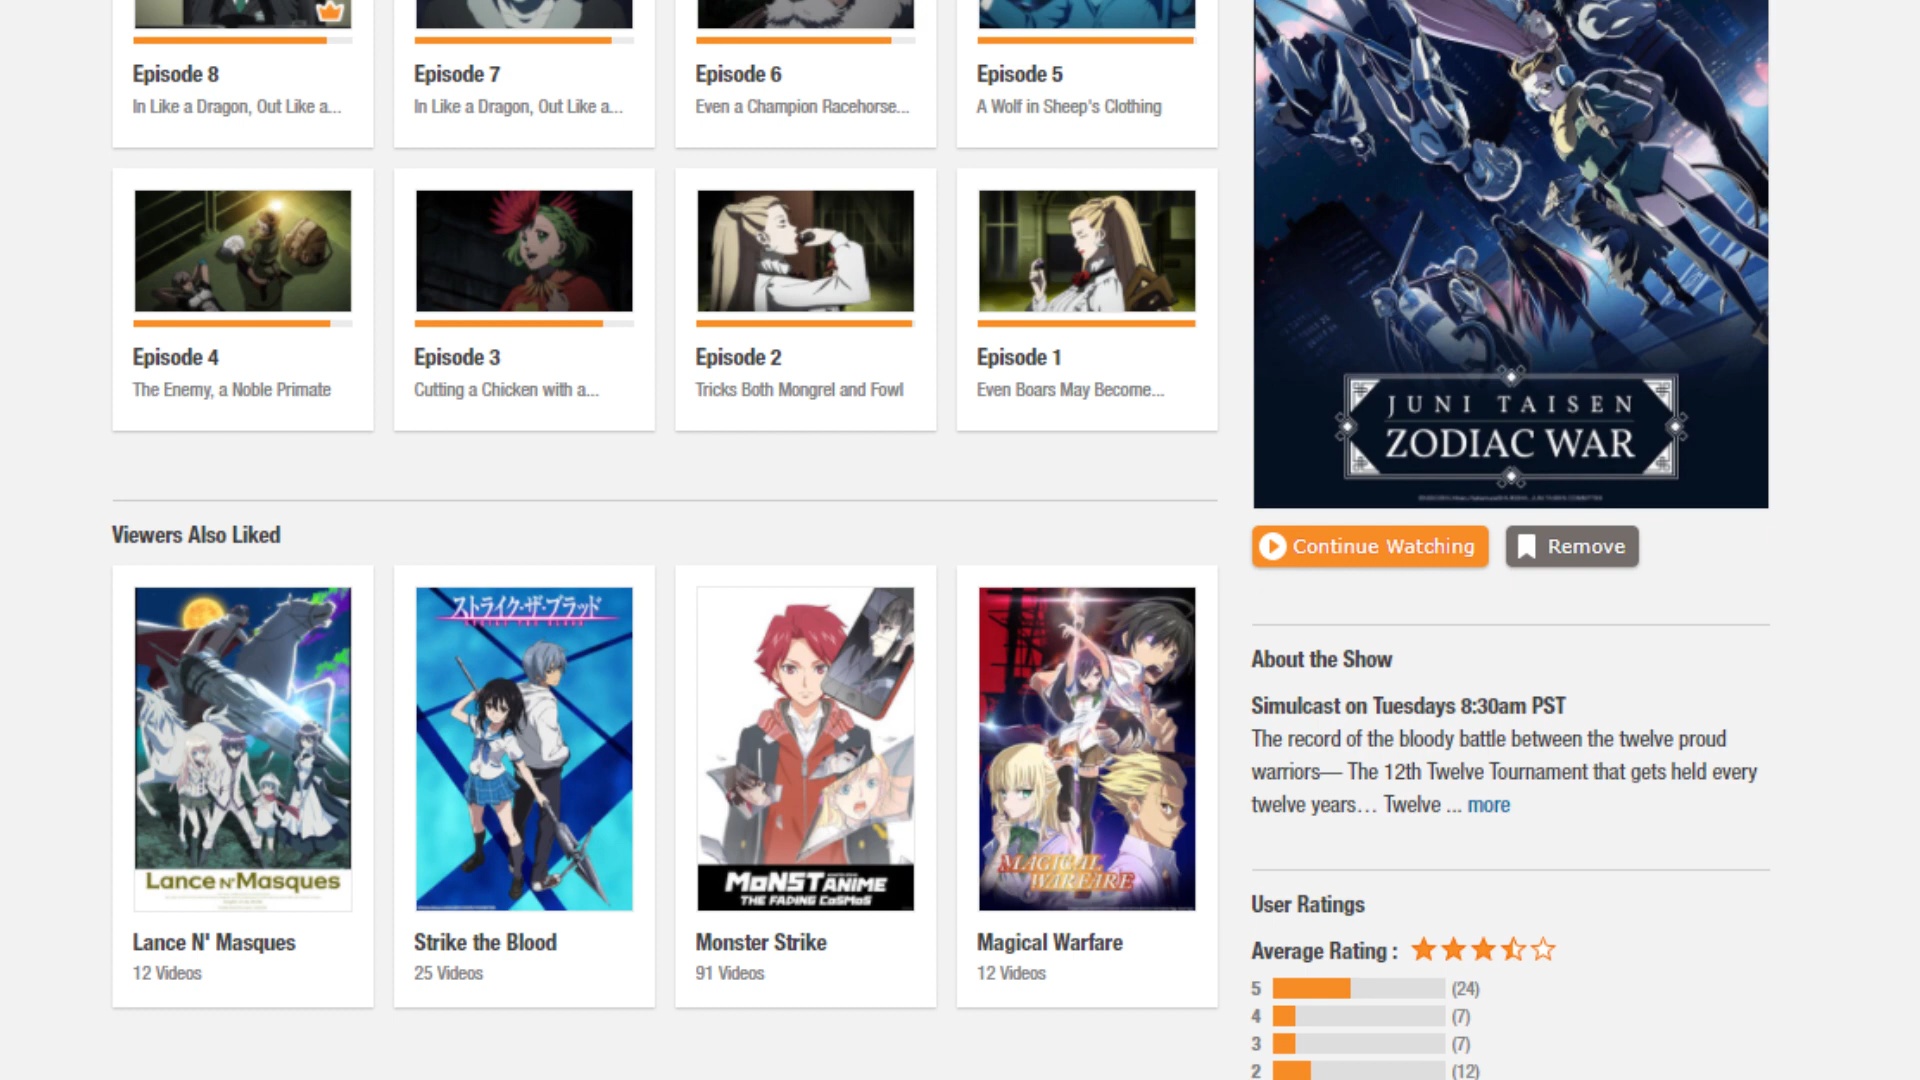 Episode 8
In Like a Dragon, Out Like a...
Episode 7
In Like a Dragon, Out Like a...
Episode 6
Even a Champion Racehorse...
Episode 5
A Wolf in Sheep's Clothing
Episode 4
The Enemy, a Noble Primate
Episode 3
Cutting a Chicken with a...
Episode 2
Tricks Both Mongrel and Fowl
Episode 1
Even Boars May Become...
Viewers Also Liked
Lance N' Masques
Lance N' Masques
12 Videos
ストライク・ザ・ブラッド
STRIKE THE BLOOD
Strike the Blood
25 Videos
MONST ANIME
THE FADING COSMOS
Monster Strike
91 Videos
MAGICAL
WARFARE
Magical Warfare
12 Videos
JUNI TAISEN
ZODIAC WAR
Continue Watching
Remove
About the Show
Simulcast on Tuesdays 8:30am PST
The record of the bloody battle between the twelve proud
warriors— The 12th Twelve Tournament that gets held every
twelve years… Twelve ... more
User Ratings
Average Rating :
5 (24)
4 (7)
3 (7)
2 (12)